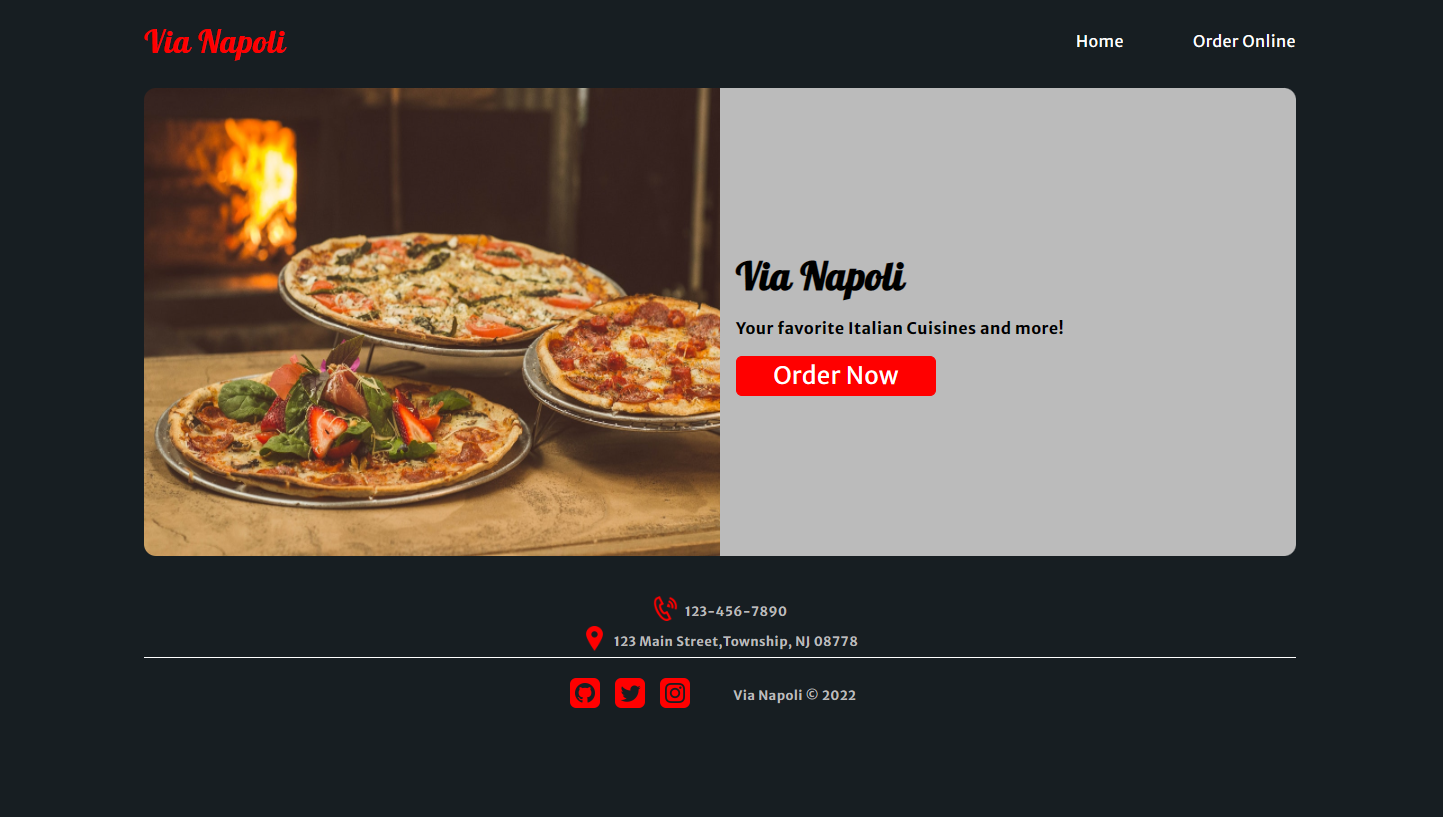 Via Napoli
Home
Order Online
Via Napoli
Your favorite Italian Cuisines and more!
Order Now
123-456-7890
123 Main Street,Township, NJ 08778
Via Napoli © 2022